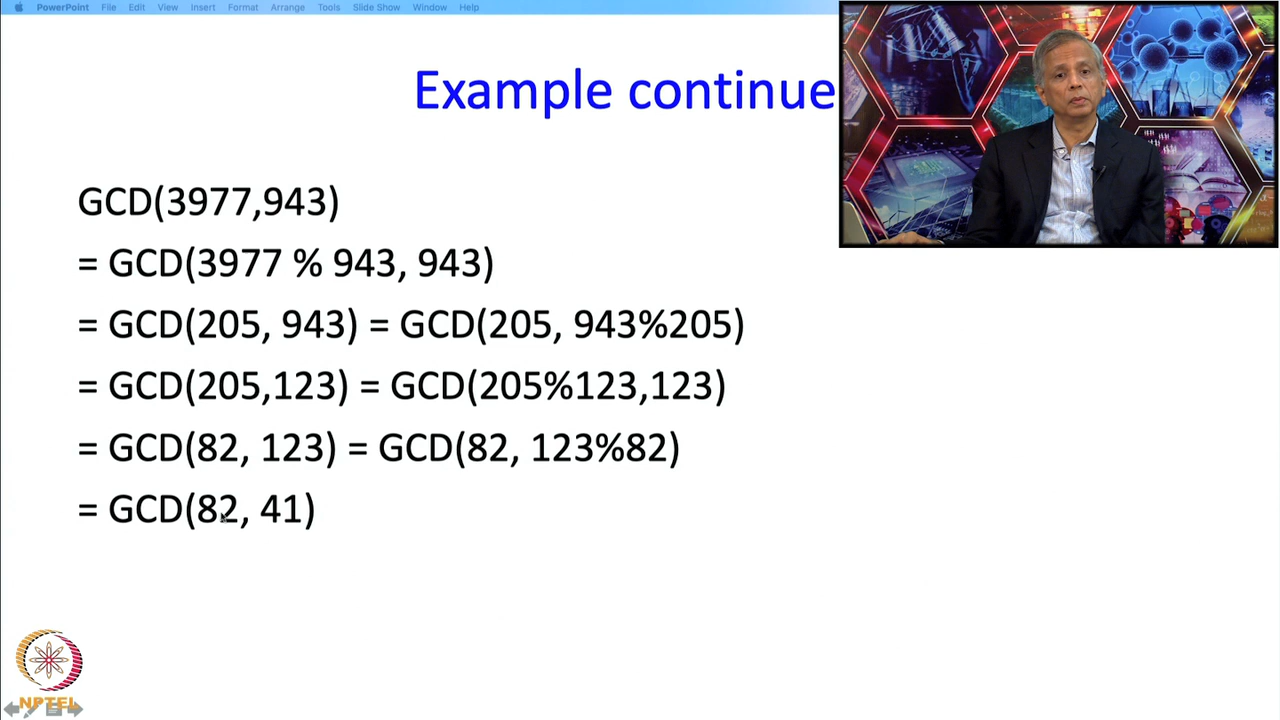 PowerPoint File Edit View Insert Format Arrange Tools Slide Show Window Help
Example continue
GCD(3977,943)
= GCD(3977 % 943, 943)
= GCD(205, 943) = GCD(205, 943%205)
= GCD(205,123) = GCD(205%123,123)
= GCD(82, 123) = GCD(82, 123%82)
= GCD(82, 41)
NPTEL